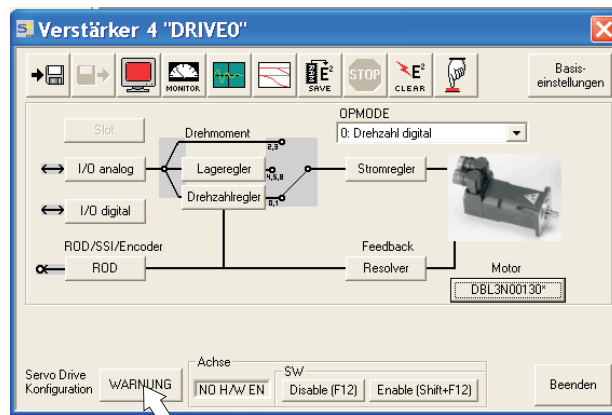 Verstärker 4 "DRIVE0"
MONITOR
E²
SAVE
STOP
E²
CLEAR
Basis-
einstellungen
OPMODE
Slot
Drehmoment
0: Drehzahl digital
2,3
I/O analog
Lageregler
4,5,8
Stromregler
Drehzahlregler
0,1
I/O digital
ROD/SSI/Encoder
Feedback
ROD
Resolver
Motor
DBL3N00130*
Achse
SW
Servo Drive
Konfiguration
WARNUNG
NO H/W EN
Disable (F12)
Enable (Shift+F12)
Beenden